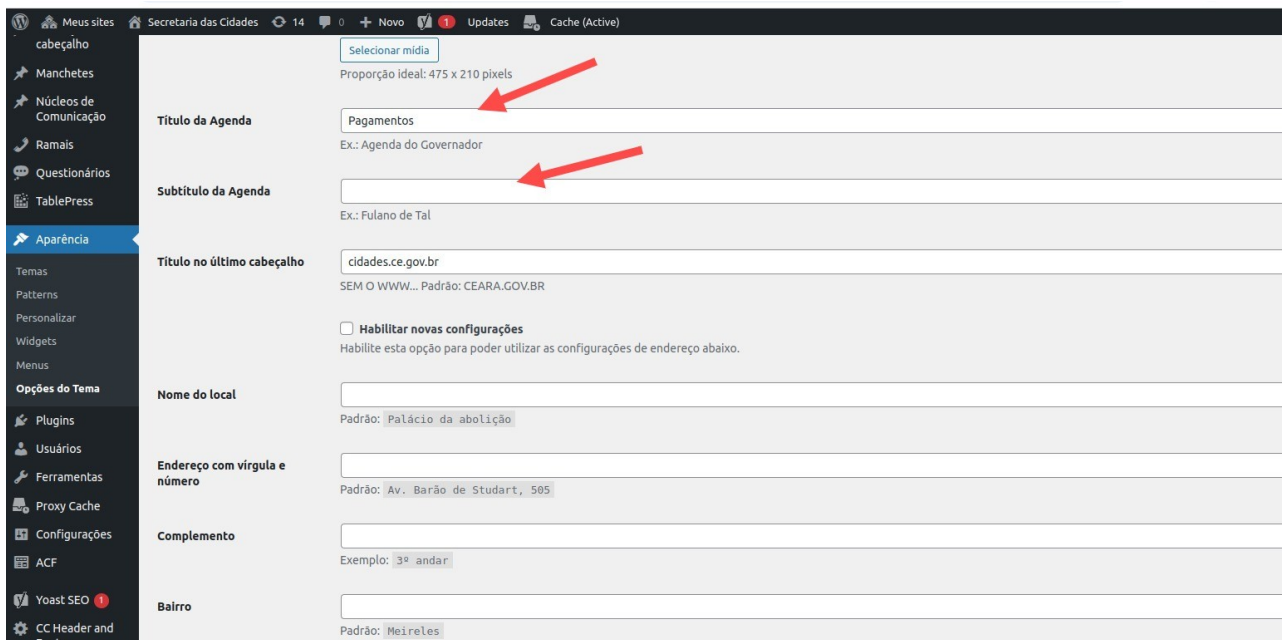 Meus sites
Secretaria das Cidades
14
0
Novo
1
Updates
Cache (Active)
cabeçalho
Manchetes
Núcleos de
Comunicação
Ramais
Questionários
TablePress
Aparência
Temas
Patterns
Personalizar
Widgets
Menus
Opções do Tema
Plugins
Usuários
Ferramentas
Proxy Cache
Configurações
ACF
Yoast SEO 1
CC Header and
Selecionar mídia
Proporção ideal: 475 x 210 pixels
Título da Agenda
Pagamentos
Ex.: Agenda do Governador
Subtítulo da Agenda
Ex.: Fulano de Tal
Título no último cabeçalho
cidades.ce.gov.br
SEM O WWW... Padrão: CEARA.GOV.BR
Habilitar novas configurações
Habilite esta opção para poder utilizar as configurações de endereço abaixo.
Nome do local
Padrão: Palácio da abolição
Endereço com vírgula e
número
Padrão: Av. Barão de Studart, 505
Complemento
Exemplo: 3º andar
Bairro
Padrão: Meireles